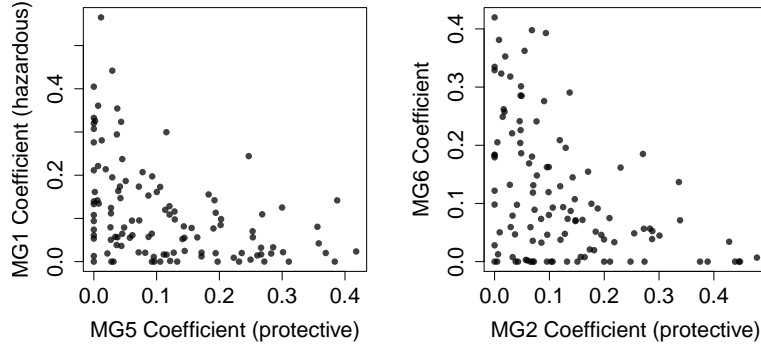 MG1 Coefficient (hazardous)
0.4
0.2
0.0
0.0 0.1 0.2 0.3 0.4
MG5 Coefficient (protective)
MG6 Coefficient
0.4
0.3
0.2
0.1
0.0
0.0 0.1 0.2 0.3 0.4
MG2 Coefficient (protective)